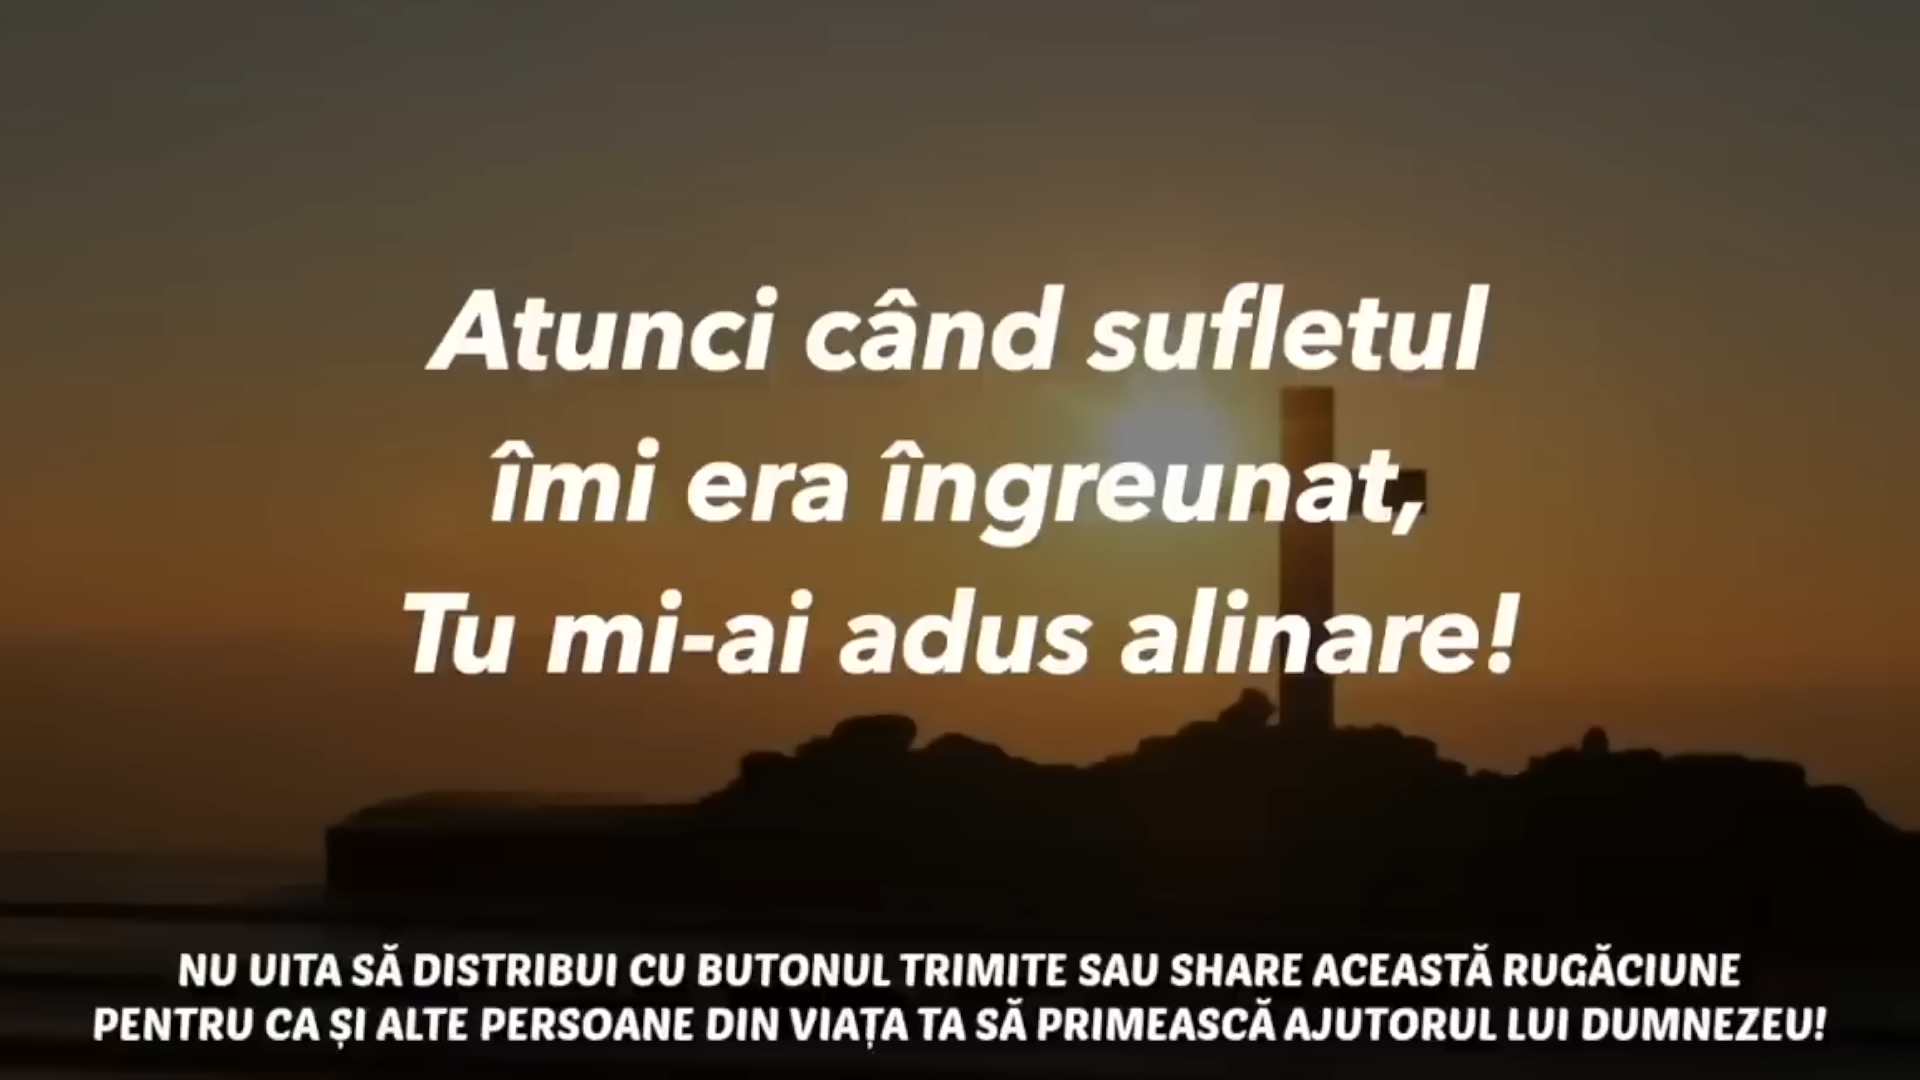 Atunci când sufletul
îmi era îngreunat,
Tu mi-ai adus alinare!
NU UITA SĂ DISTRIBUI CU BUTONUL TRIMITE SAU SHARE ACEASTĂ RUGĂCIUNE
PENTRU CA ȘI ALTE PERSOANE DIN VIAȚA TA SĂ PRIMEASCĂ AJUTORUL LUI DUMNEZEU!